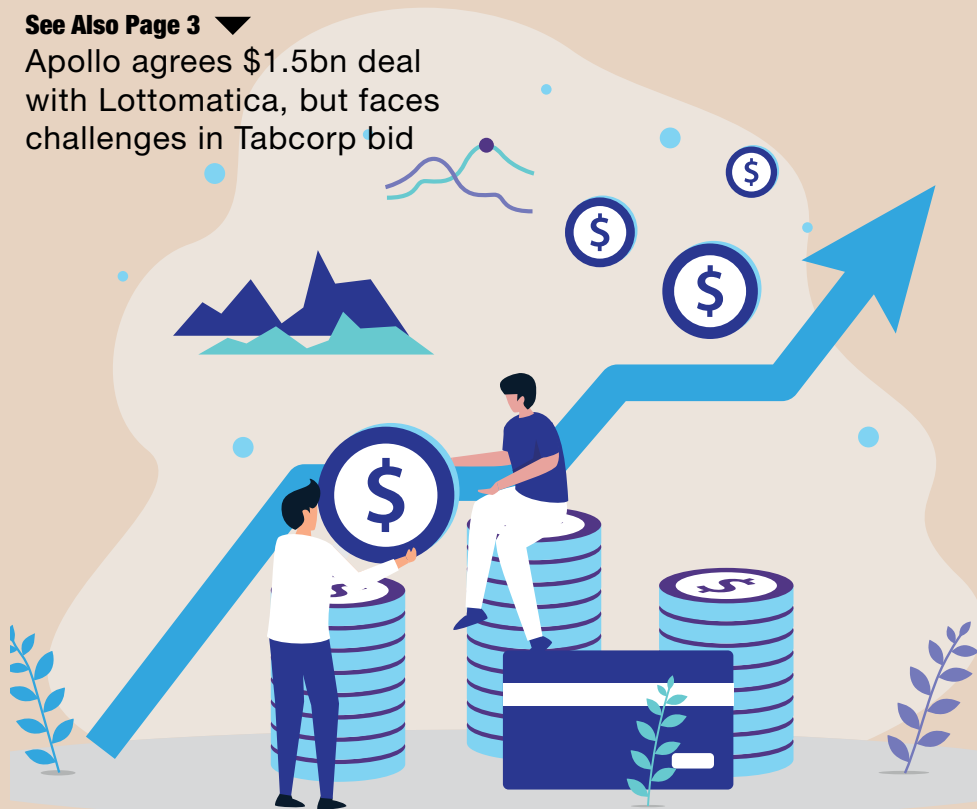 See Also Page 3
Apollo agrees $1.5bn deal
with Lottomatica, but faces
challenges in Tabcorp bid
$
$
$
$
$
$